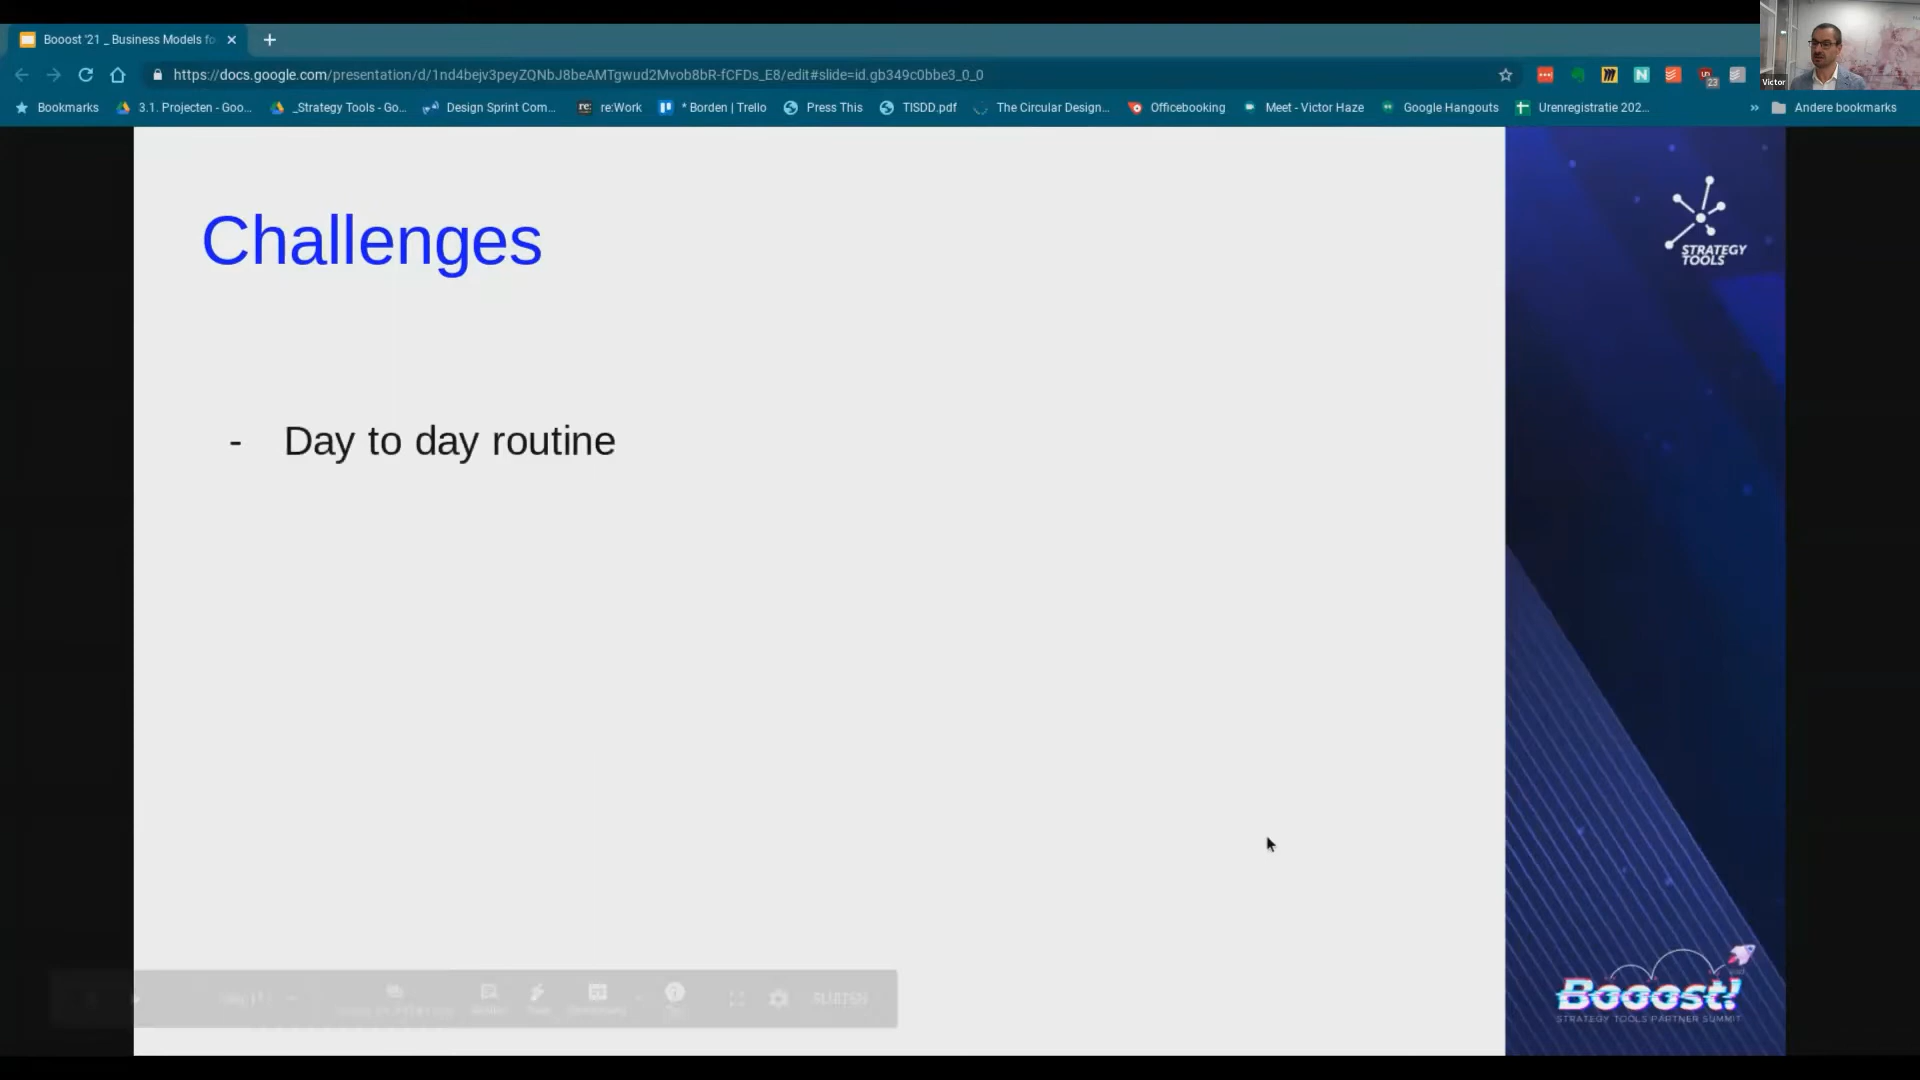 Booost '21 _ Business Models fo
https://docs.google.com/presentation/d/1nd4bejv3peyZQNbJ8beAMTgwud2Mvob8bR-fCFDs_E8/edit#slide=id.gb349c0bbe3_0_0
23
Victor
Bookmarks
3.1. Projecten - Goo...
_Strategy Tools - Go...
Design Sprint Com...
re:
re:Work
* Borden | Trello
Press This
TISDD.pdf
The Circular Design...
Officebooking
Meet - Victor Haze
Google Hangouts
Urenregistratie 202...
»
Andere bookmarks
Challenges
STRATEGY
TOOLS
- Day to day routine
SLUITEN
Booost!
STRATEGY TOOLS PARTNER SUMMIT